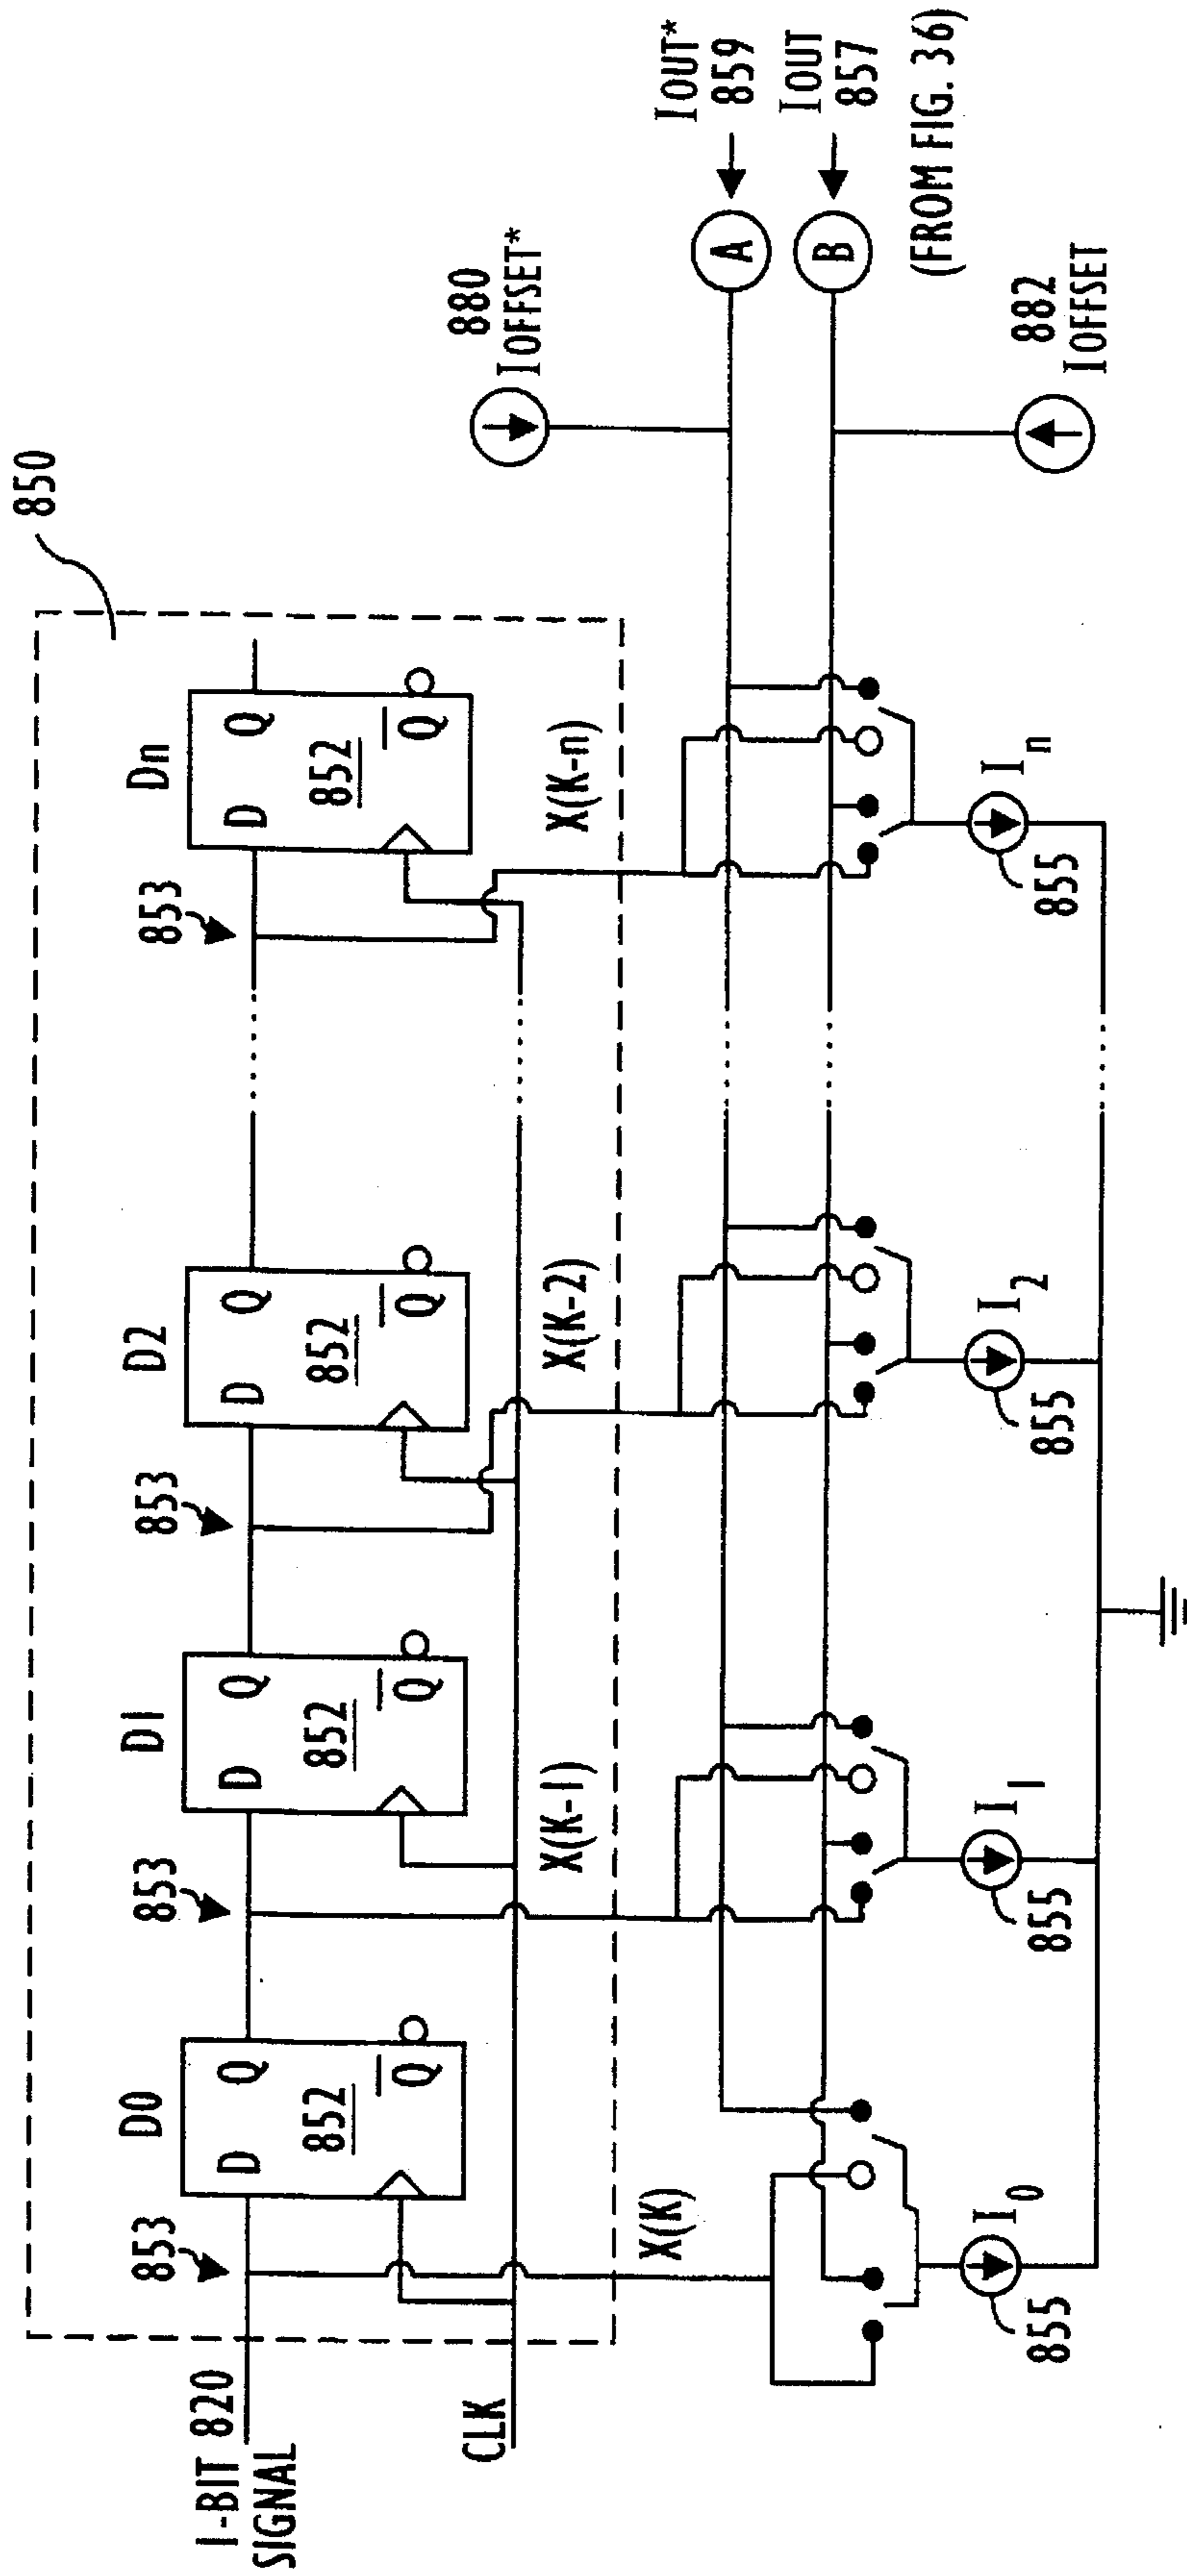 850
D0
D1
D2
Dn
853
853
853
853
D Q
852
Q
D Q
852
Q
D Q
852
Q
D Q
852
Q
1-BIT 820
SIGNAL
CLK
X(K)
X(K-1)
X(K-2)
X(K-n)
880
IOFFSET*
IOUT*
859
A
B
IOUT
857
(FROM FIG. 36)
882
IOFFSET
I0
855
I1
855
I2
855
In
855